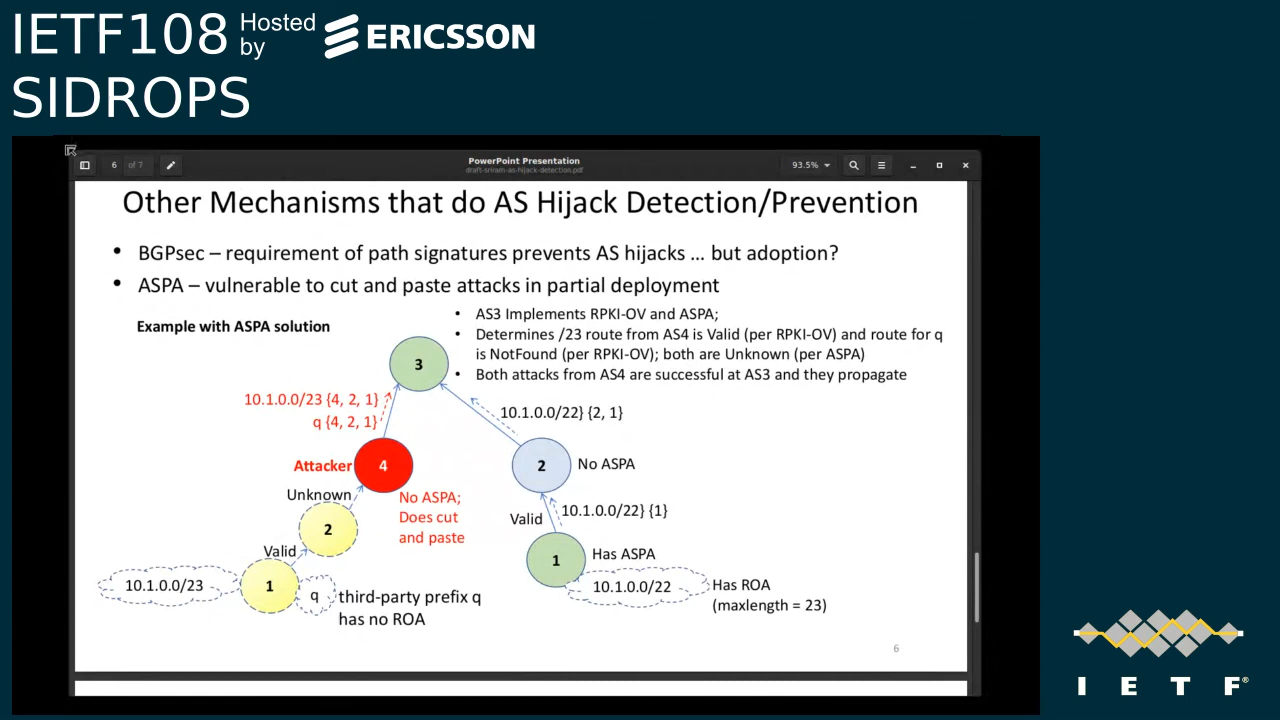 IETF108 Hosted by ERICSSON
SIDROPS
6 of 7
PowerPoint Presentation
draft-sriram-as-hijack-detection.pdf
93.5%
Other Mechanisms that do AS Hijack Detection/Prevention
• BGPsec – requirement of path signatures prevents AS hijacks … but adoption?
• ASPA – vulnerable to cut and paste attacks in partial deployment
Example with ASPA solution
• AS3 Implements RPKI-OV and ASPA;
• Determines /23 route from AS4 is Valid (per RPKI-OV) and route for q
is NotFound (per RPKI-OV); both are Unknown (per ASPA)
• Both attacks from AS4 are successful at AS3 and they propagate
3
10.1.0.0/23 {4, 2, 1}
q {4, 2, 1}
10.1.0.0/22} {2, 1}
Attacker
4
2
No ASPA
Unknown
No ASPA;
Does cut
and paste
2
Valid
10.1.0.0/22} {1}
Valid
1
Has ASPA
10.1.0.0/23
1
q
third-party prefix q
has no ROA
10.1.0.0/22
Has ROA
(maxlength = 23)
6
I E T F®